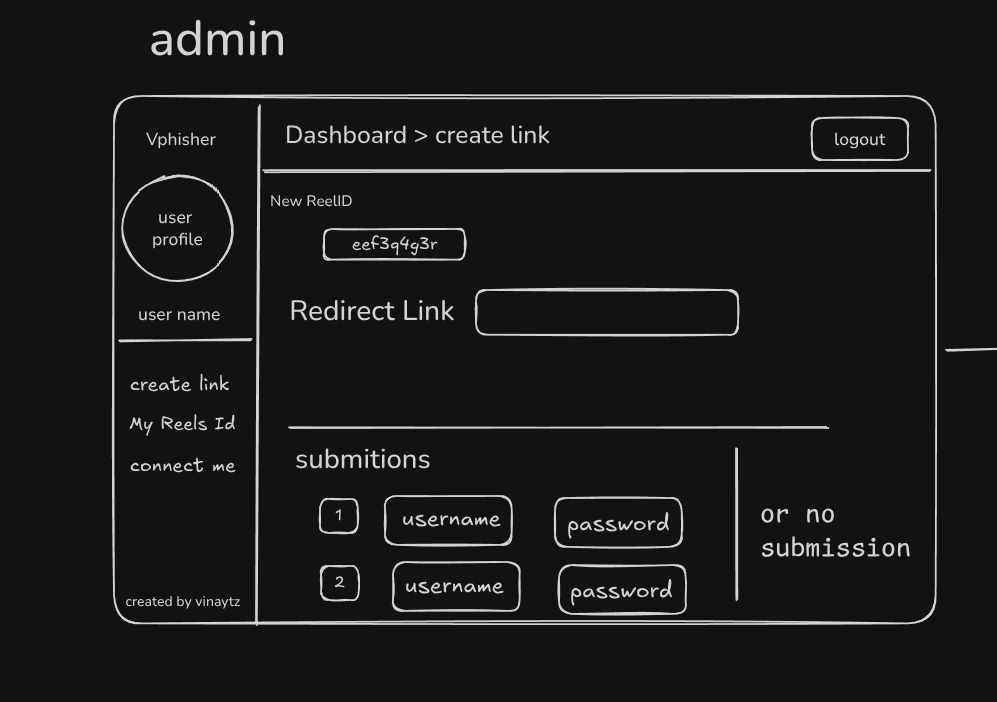 admin
Vphisher
user
profile
user name
create link
My Reels Id
connect me
created by vinaytz
Dashboard > create link
logout
New ReelID
eef3q4g3r
Redirect Link
submitions
1
username
password
2
username
password
or no
submission